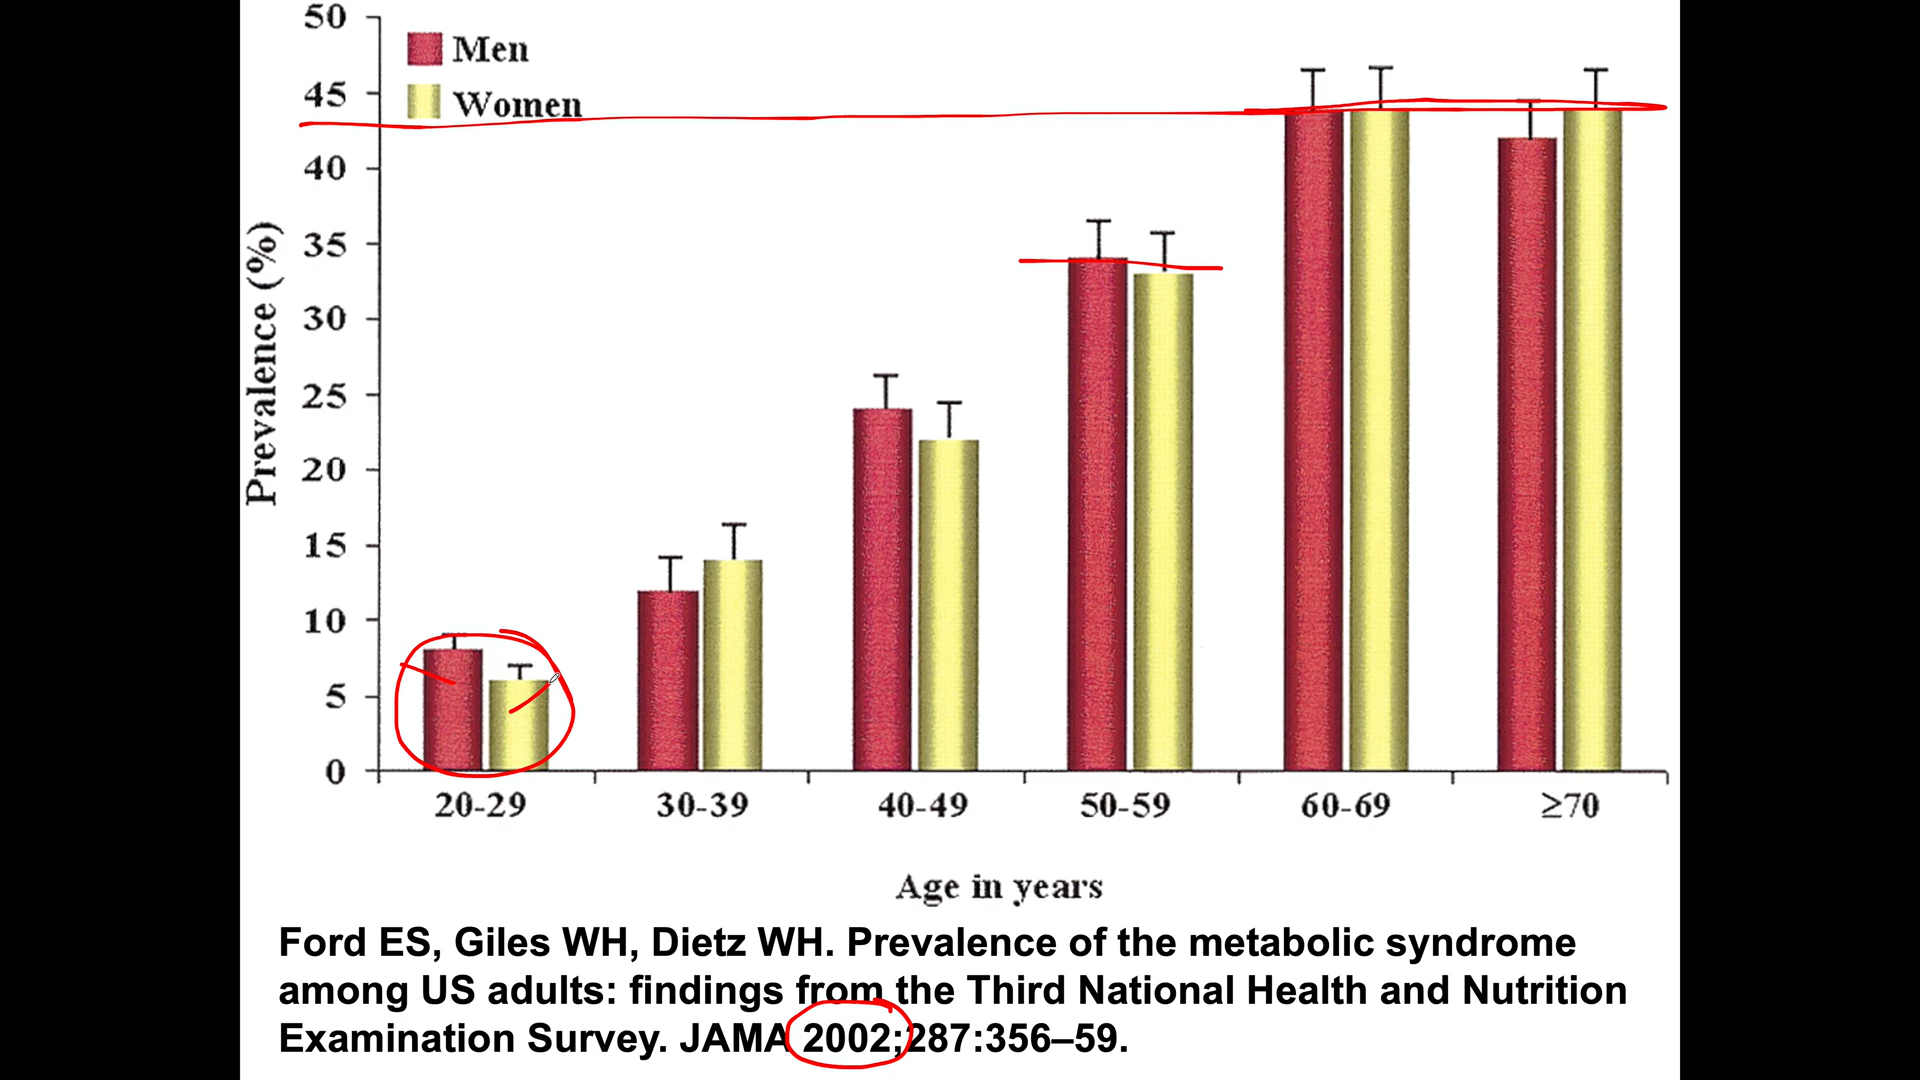 50
Men
45
Women
40
35
30
25
20
15
10
5
0
Prevalence (%)
20-29 30-39 40-49 50-59 60-69 ≥70
Age in years
Ford ES, Giles WH, Dietz WH. Prevalence of the metabolic syndrome
among US adults: findings from the Third National Health and Nutrition
Examination Survey. JAMA 2002;287:356–59.